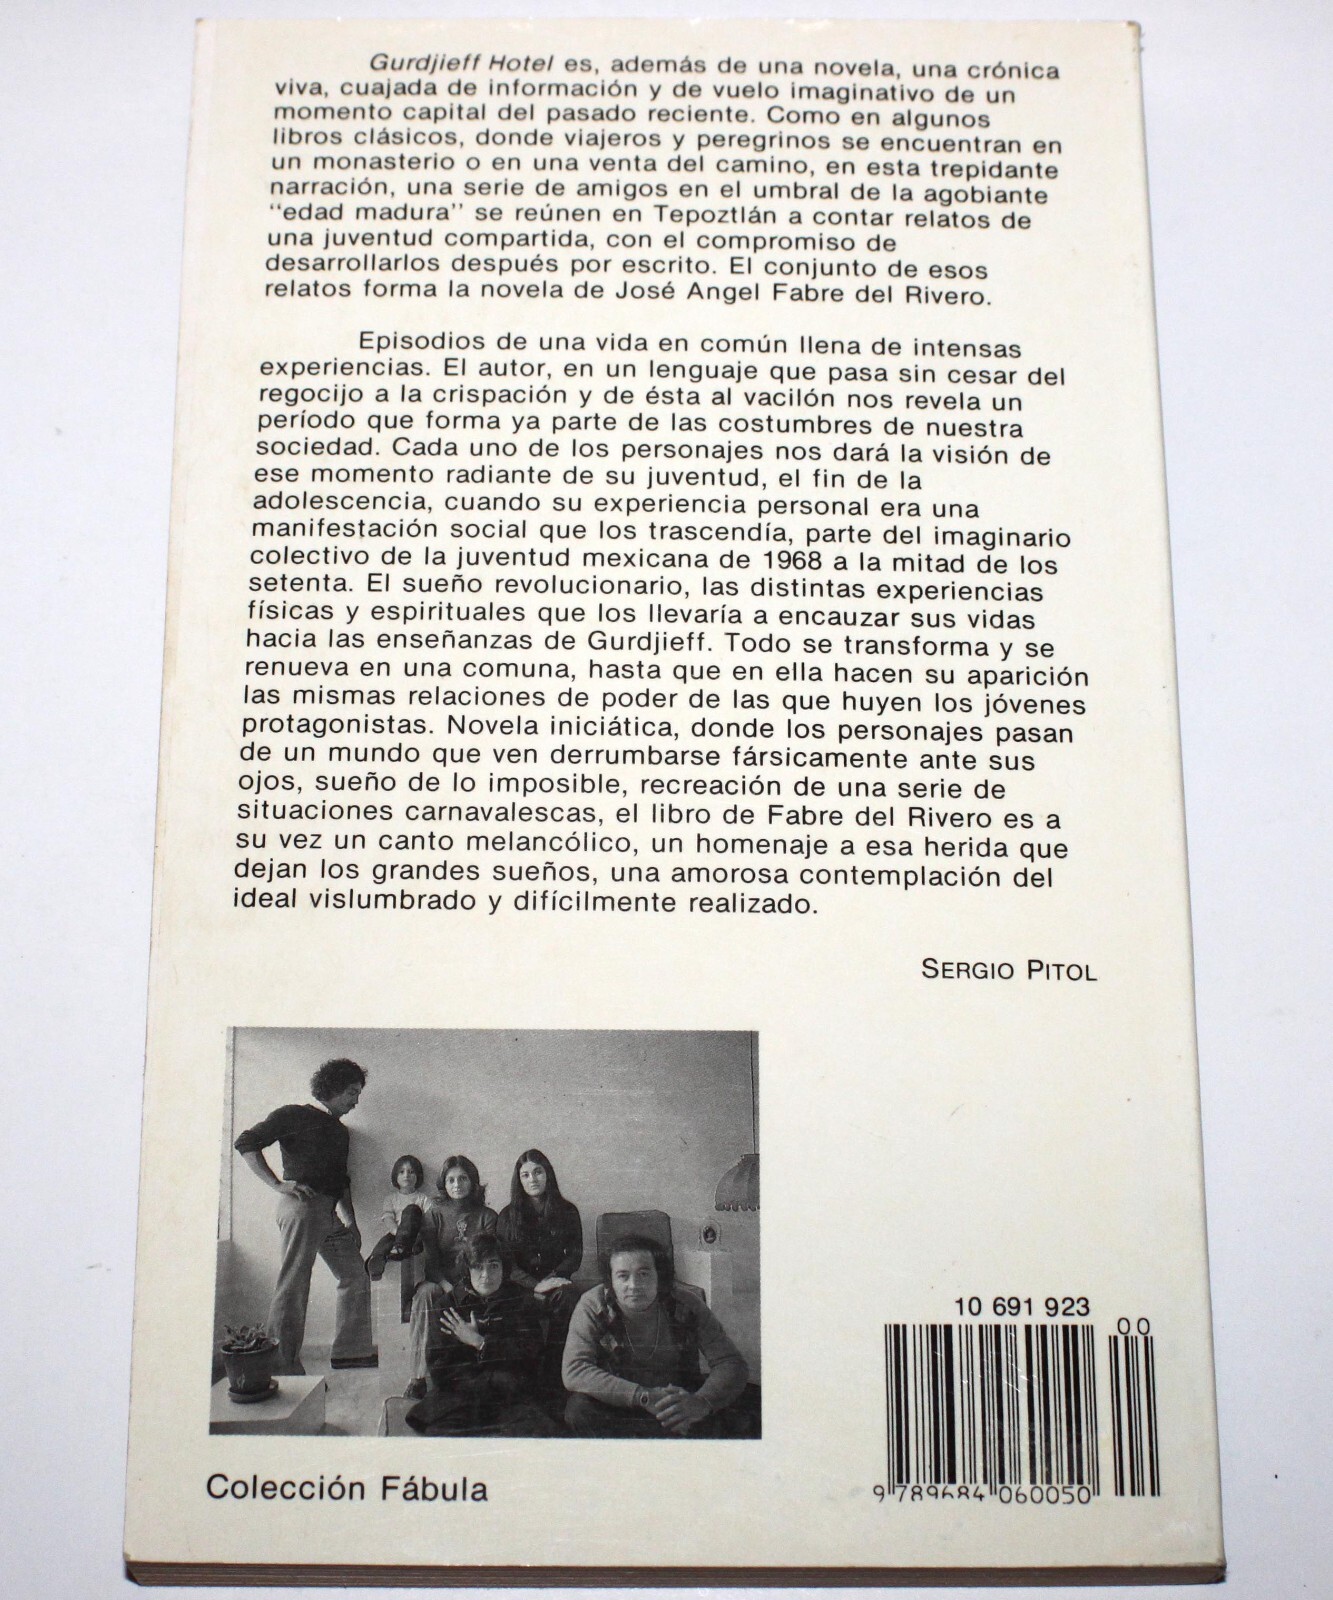 Gurdjieff Hotel es, además de una novela, una crónica
viva, cuajada de información y de vuelo imaginativo de un
momento capital del pasado reciente. Como en algunos
libros clásicos, donde viajeros y peregrinos se encuentran en
un monasterio o en una venta del camino, en esta trepidante
narración, una serie de amigos en el umbral de la agobiante
“edad madura” se reúnen en Tepoztlán a contar relatos de
una juventud compartida, con el compromiso de
desarrollarlos después por escrito. El conjunto de esos
relatos forma la novela de José Angel Fabre del Rivero.
Episodios de una vida en común llena de intensas
experiencias. El autor, en un lenguaje que pasa sin cesar del
regocijo a la crispación y de ésta al vacilón nos revela un
período que forma ya parte de las costumbres de nuestra
sociedad. Cada uno de los personajes nos dará la visión de
ese momento radiante de su juventud, el fin de la
adolescencia, cuando su experiencia personal era una
manifestación social que los trascendía, parte del imaginario
colectivo de la juventud mexicana de 1968 a la mitad de los
setenta. El sueño revolucionario, las distintas experiencias
físicas y espirituales que los llevaría a encauzar sus vidas
hacia las enseñanzas de Gurdjieff. Todo se transforma y se
renueva en una comuna, hasta que en ella hacen su aparición
las mismas relaciones de poder de las que huyen los jóvenes
protagonistas. Novela iniciática, donde los personajes pasan
de un mundo que ven derrumbarse fársicamente ante sus
ojos, sueño de lo imposible, recreación de una serie de
situaciones carnavalescas, el libro de Fabre del Rivero es a
su vez un canto melancólico, un homenaje a esa herida que
dejan los grandes sueños, una amorosa contemplación del
ideal vislumbrado y difícilmente realizado.
SERGIO PITOL
10 691 923
00
9 789684 060050
Colección Fábula